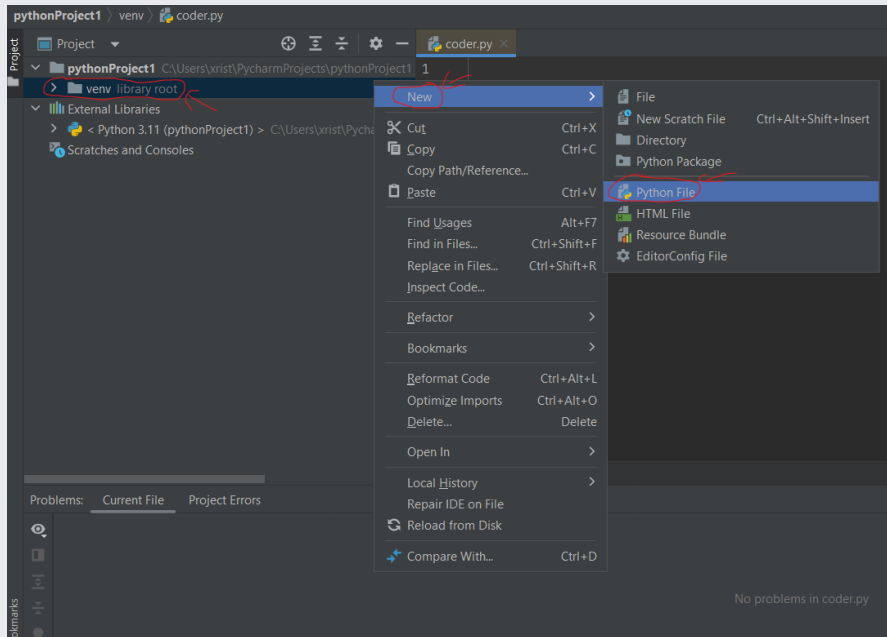 pythonProject1 venv coder.py
Project
Project
coder.py
pythonProject1 C:\Users\xrist\PycharmProjects\pythonProject1
1
venv library root
External Libraries
< Python 3.11 (pythonProject1) > C:\Users\xrist\Pycha
Scratches and Consoles
New
Cut Ctrl+X
Copy Ctrl+C
Copy Path/Reference...
Paste Ctrl+V
Find Usages Alt+F7
Find in Files... Ctrl+Shift+F
Replace in Files... Ctrl+Shift+R
Inspect Code...
Refactor
Bookmarks
Reformat Code Ctrl+Alt+L
Optimize Imports Ctrl+Alt+O
Delete... Delete
Open In
Local History
Repair IDE on File
Reload from Disk
Compare With... Ctrl+D
File
New Scratch File Ctrl+Alt+Shift+Insert
Directory
Python Package
Python File
HTML File
Resource Bundle
EditorConfig File
Problems: Current File Project Errors
No problems in coder.py
okmarks